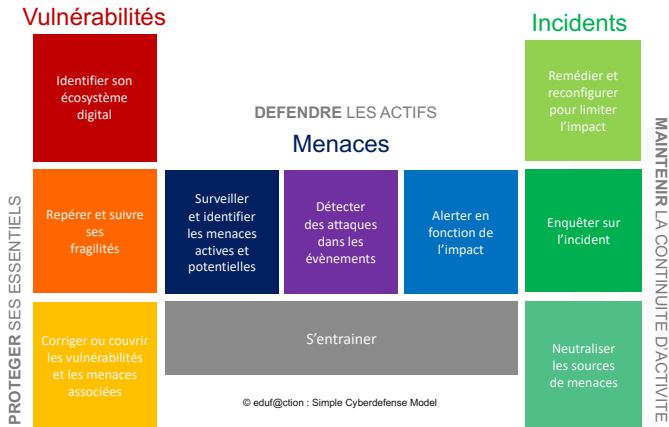 Vulnérabilités
Identifier son
écosystème
digital
Repérer et suivre
ses
fragilités
Corriger ou couvrir
les vulnérabilités
et les menaces
associées
PROTEGER SES ESSENTIELS
DEFENDRE LES ACTIFS
Menaces
Surveiller
et identifier
les menaces
actives et
potentielles
Détecter
des attaques
dans les
évènements
Alerter en
fonction de
l’impact
S’entrainer
© eduf@ction : Simple Cyberdefense Model
Incidents
Remédier et
reconfigurer
pour limiter
l’impact
Enquêter sur
l’incident
Neutraliser
les sources
de menaces
MAINTENIR LA CONTINUITE D’ACTIVITE